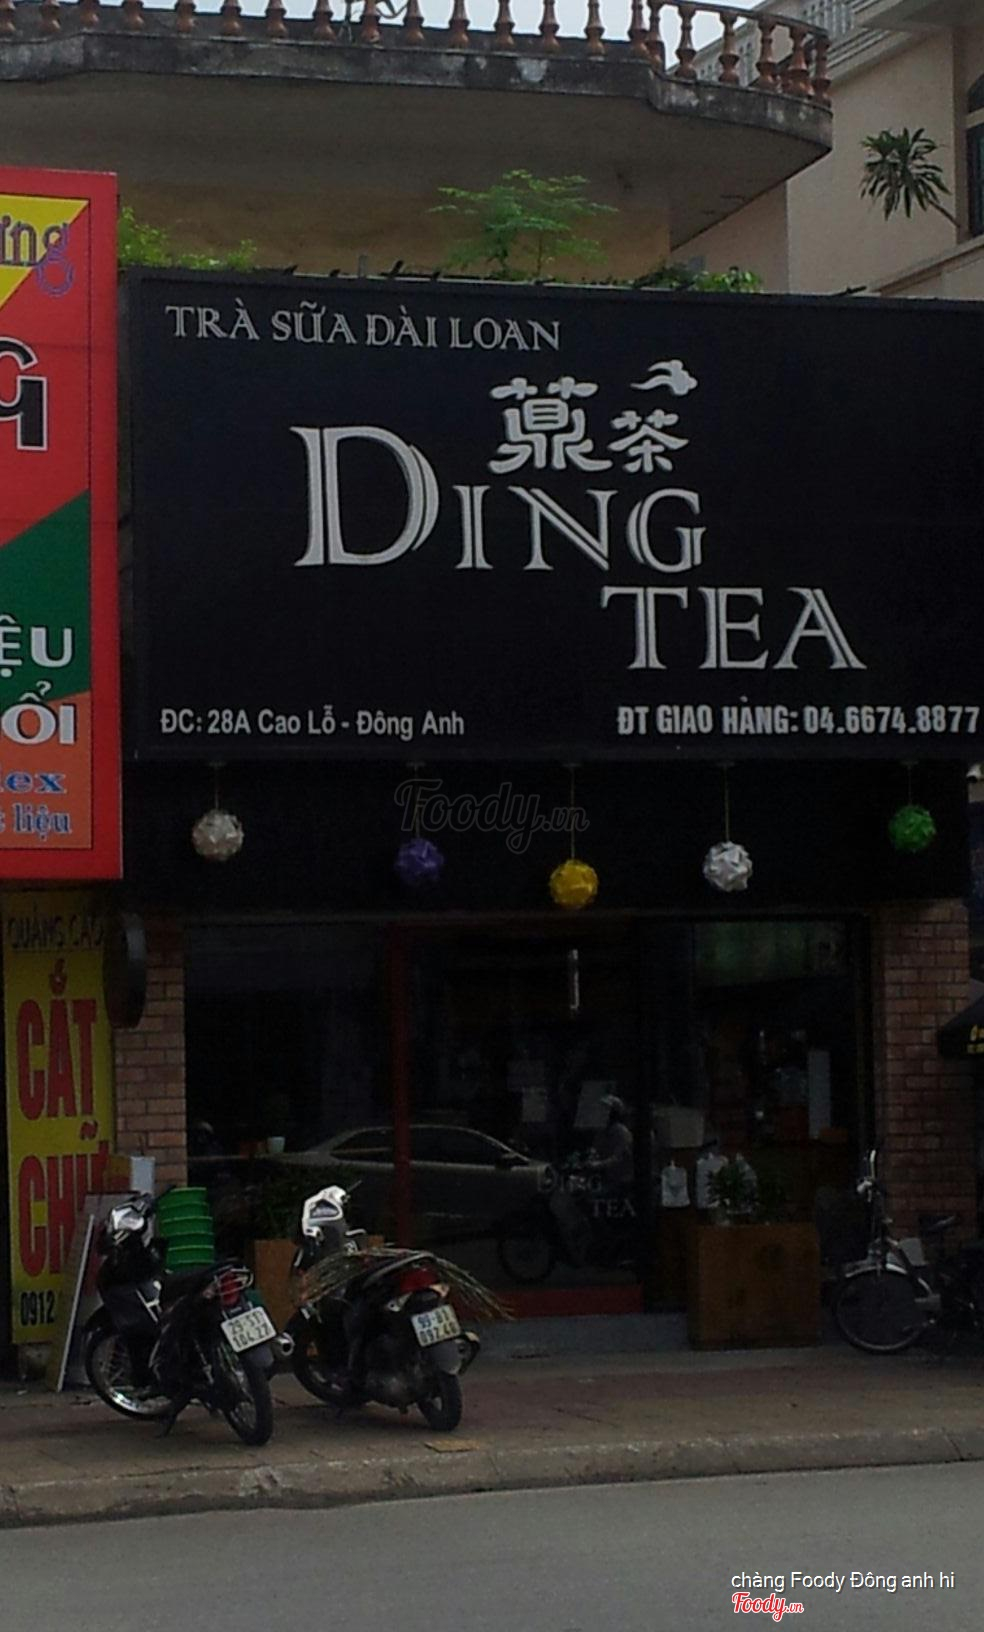 TRÀ SỮA ĐÀI LOAN
薡茶
DING
TEA
ĐC: 28A Cao Lỗ - Đông Anh
ĐT GIAO HÀNG: 04.6674.8877
ỆU
ỔI
lex
liệu
Foody.vn
QUẢNG CÁO
CẮT
CHỮ
0912
DING
TEA
chàng Foody Đông anh hi
Foody.vn